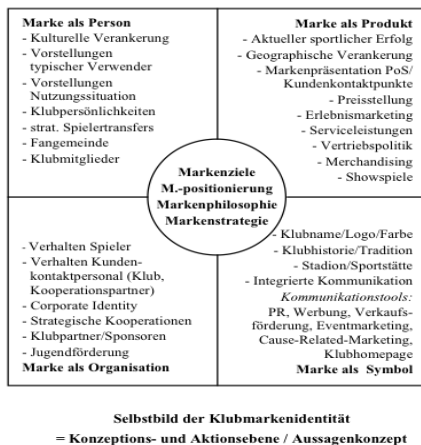 Marke als Person
- Kulturelle Verankerung
- Vorstellungen
typischer Verwender
- Vorstellungen
Nutzungssituation
- Klubpersönlichkeiten
- strat. Spielertransfers
- Fangemeinde
- Klubmitglieder
Marke als Produkt
- Aktueller sportlicher Erfolg
- Geographische Verankerung
- Markenpräsentation PoS/
Kundenkontaktpunkte
- Preisstellung
- Erlebnismarketing
- Serviceleistungen
- Vertriebspolitik
- Merchandising
- Showspiele
Markenziele
M.-positionierung
Markenphilosophie
Markenstrategie
- Verhalten Spieler
- Verhalten Kunden-
kontaktpersonal (Klub,
Kooperationspartner)
- Corporate Identity
- Strategische Kooperationen
- Klubpartner/Sponsoren
- Jugendförderung
Marke als Organisation
- Klubname/Logo/Farbe
- Klubhistorie/Tradition
- Stadion/Sportstätte
- Integrierte Kommunikation
Kommunikationstools:
PR, Werbung, Verkaufs-
förderung, Eventmarketing,
Cause-Related-Marketing,
Klubhomepage
Marke als Symbol
Selbstbild der Klubmarkenidentität
= Konzeptions- und Aktionsebene / Aussagenkonzept